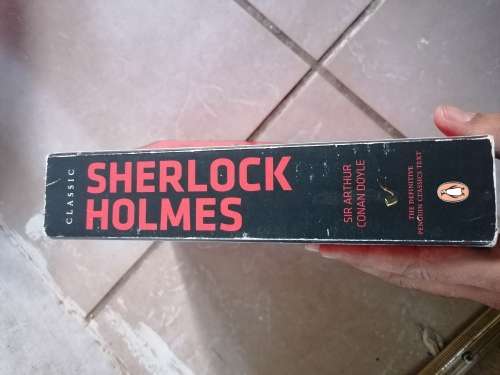 CLASSIC
SHERLOCK
HOLMES
SIR ARTHUR
CONAN DOYLE
THE DEFINITIVE
PENGUIN CLASSICS TEXT